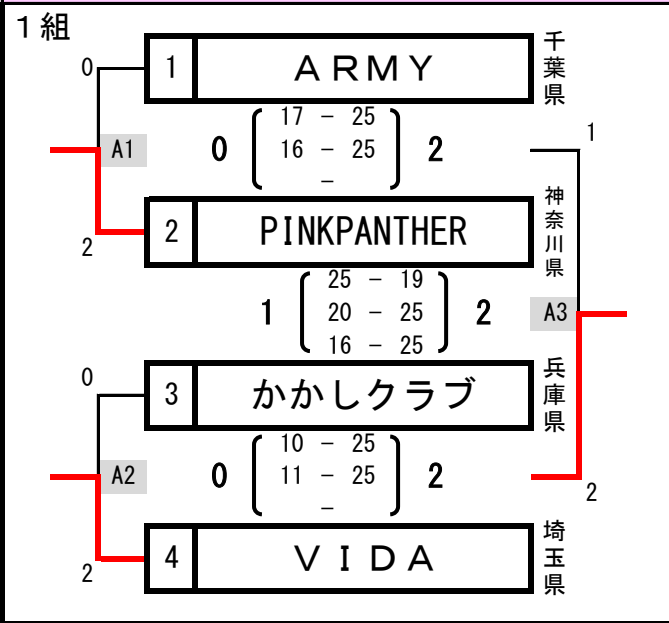 1組
0
1 ARMY 千葉県
A1 0 17 - 25 2 1
16 - 25
-
2 2 PINKPANTHER 神奈川県
1 25 - 19 2 A3
20 - 25
16 - 25
0 3 かかしクラブ 兵庫県
A2 0 10 - 25 2
11 - 25
-
2
2 4 VIDA 埼玉県